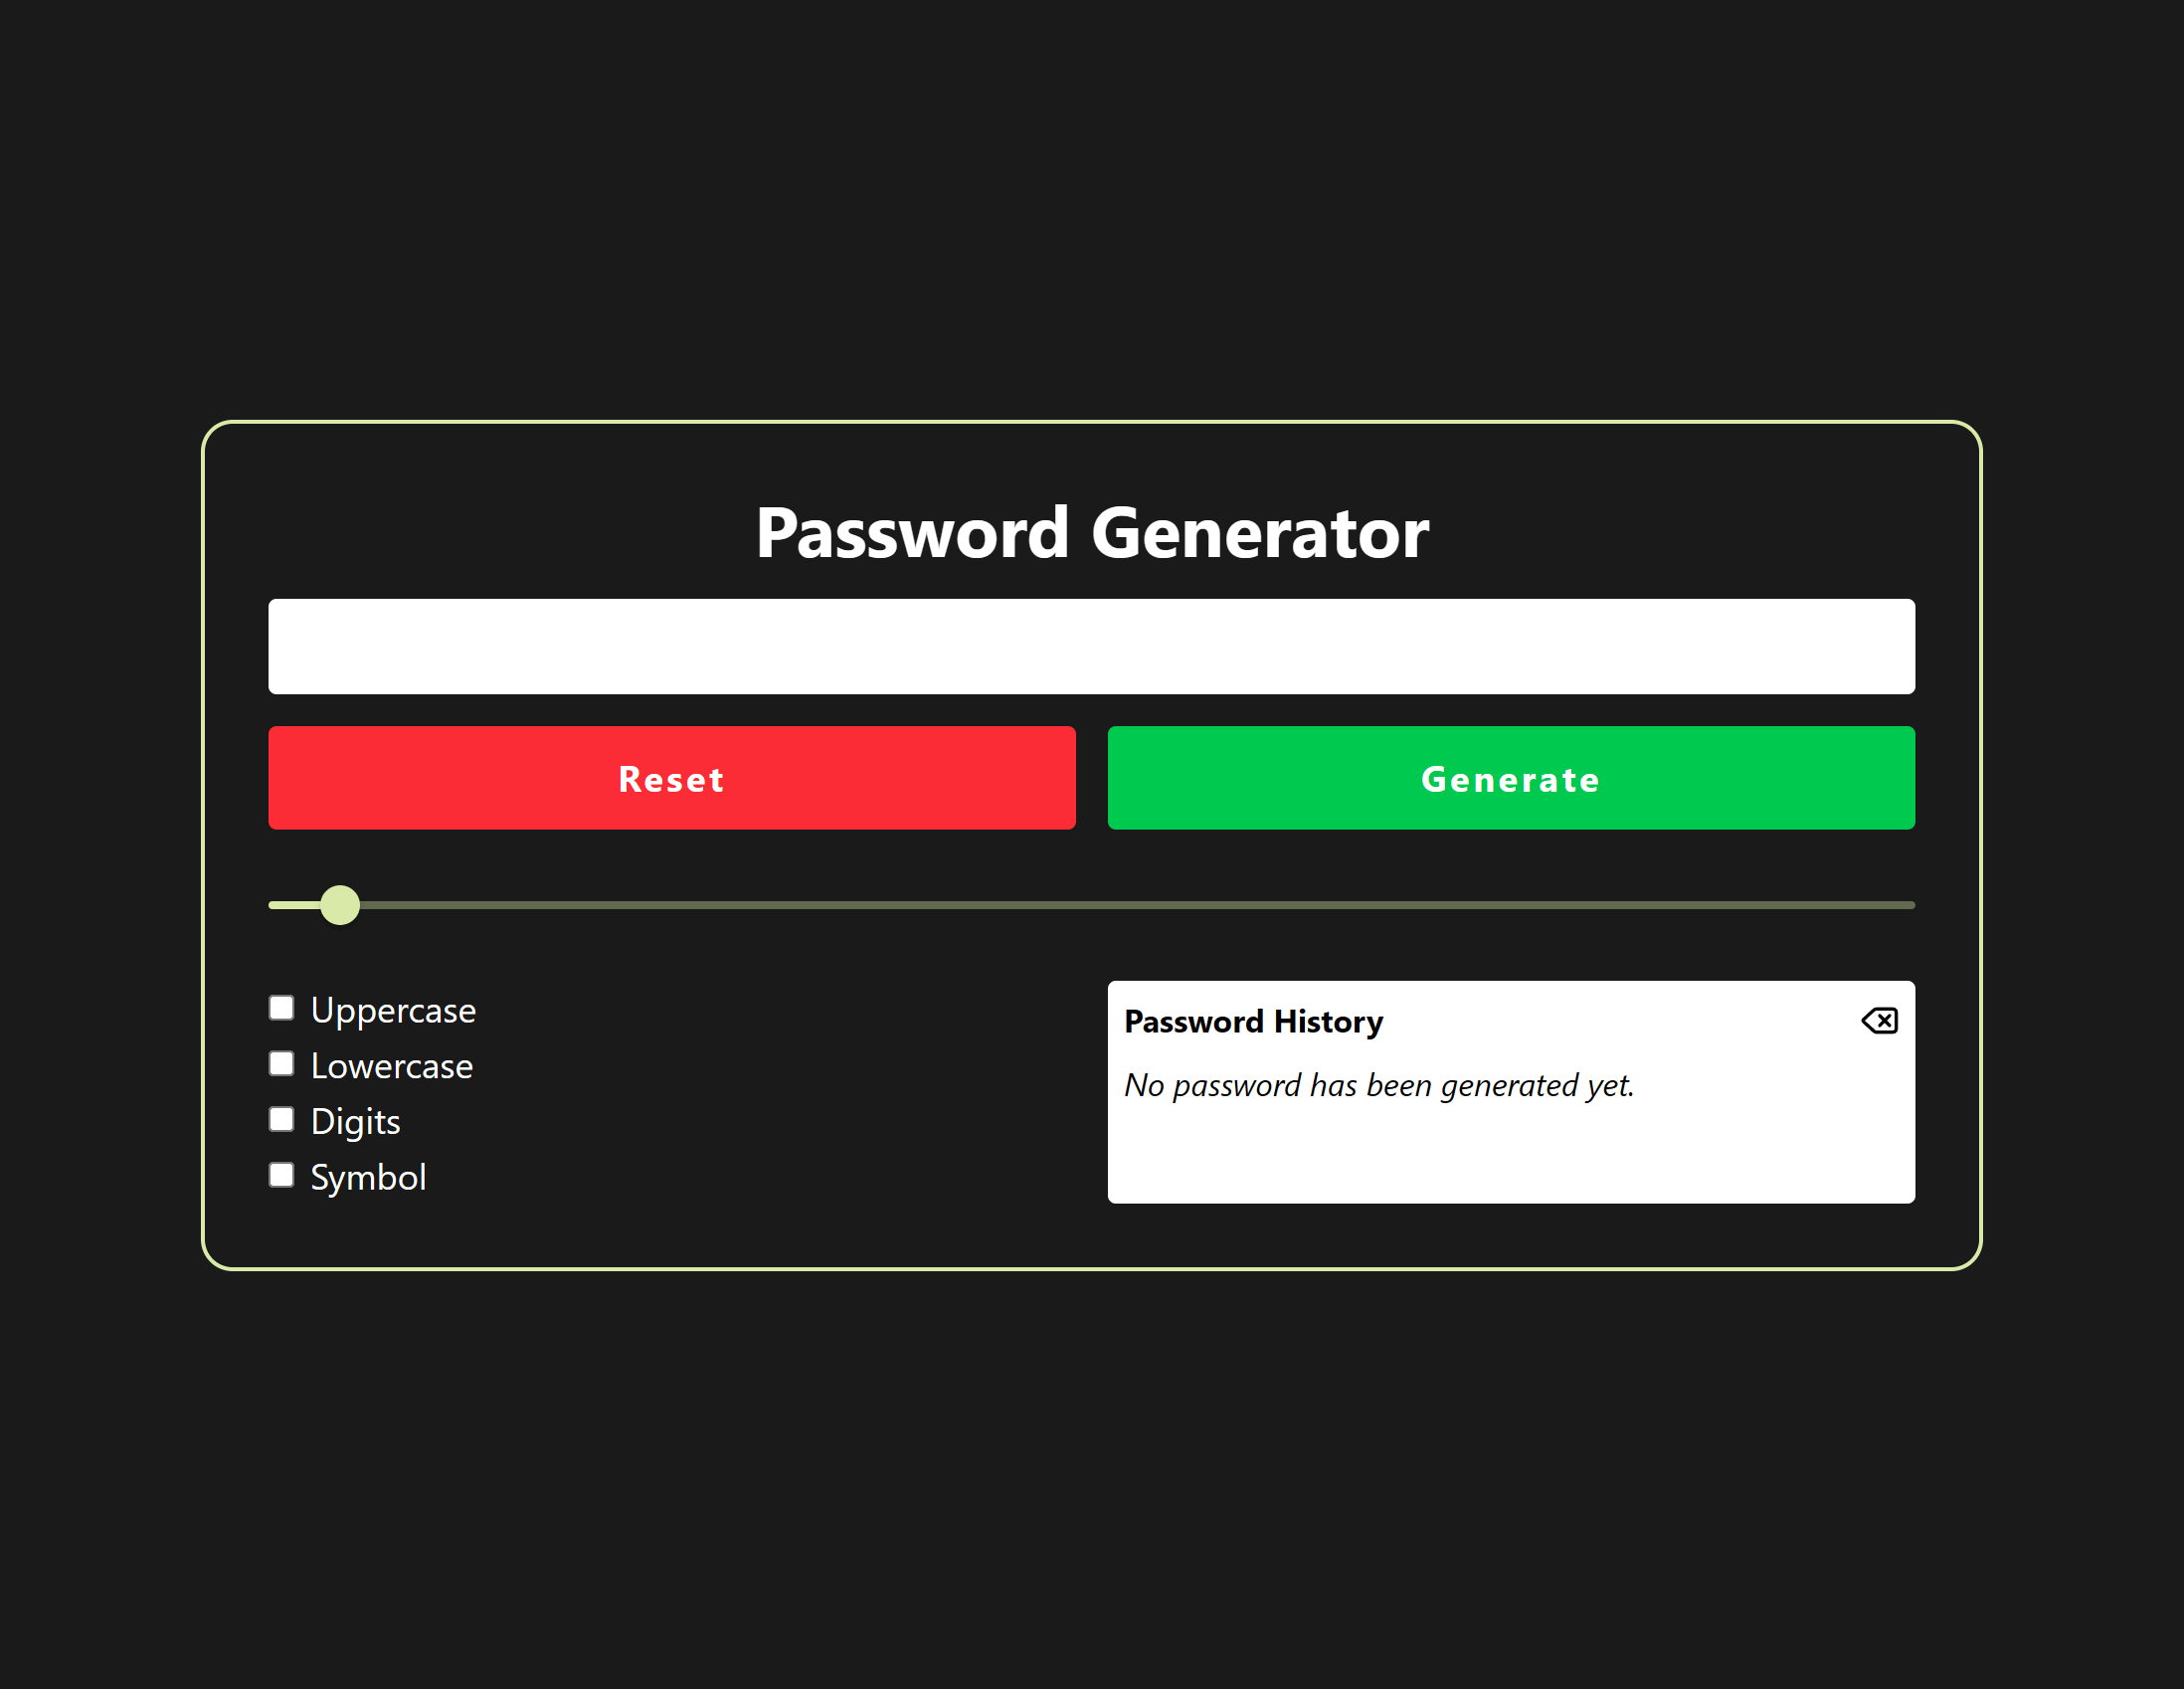 Password Generator
Reset
Generate
Uppercase
Lowercase
Digits
Symbol
Password History
No password has been generated yet.